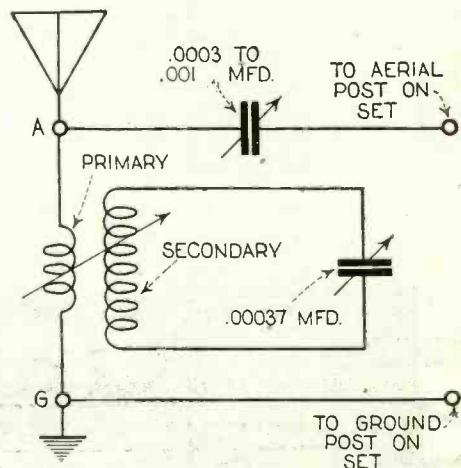 .0003 TO
.001 MFD.
TO AERIAL
POST ON
SET
A
PRIMARY
SECONDARY
.00037 MFD.
G
TO GROUND
POST ON
SET